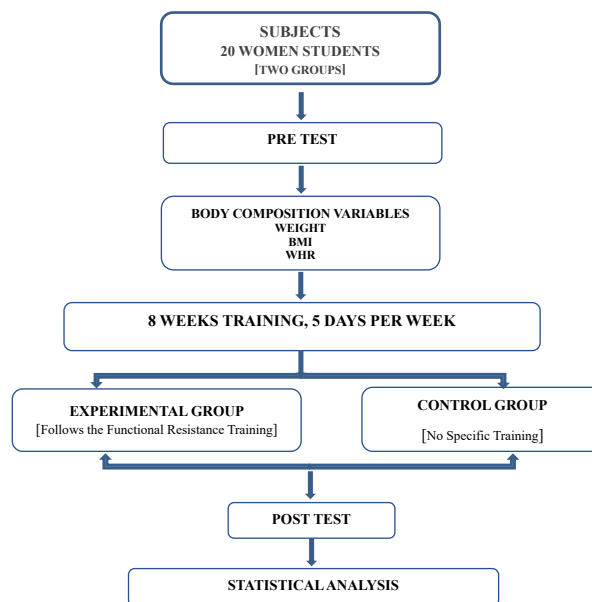 SUBJECTS
20 WOMEN STUDENTS
[TWO GROUPS]
PRE TEST
BODY COMPOSITION VARIABLES
WEIGHT
BMI
WHR
8 WEEKS TRAINING, 5 DAYS PER WEEK
EXPERIMENTAL GROUP
[Follows the Functional Resistance Training]
CONTROL GROUP
[No Specific Training]
POST TEST
STATISTICAL ANALYSIS